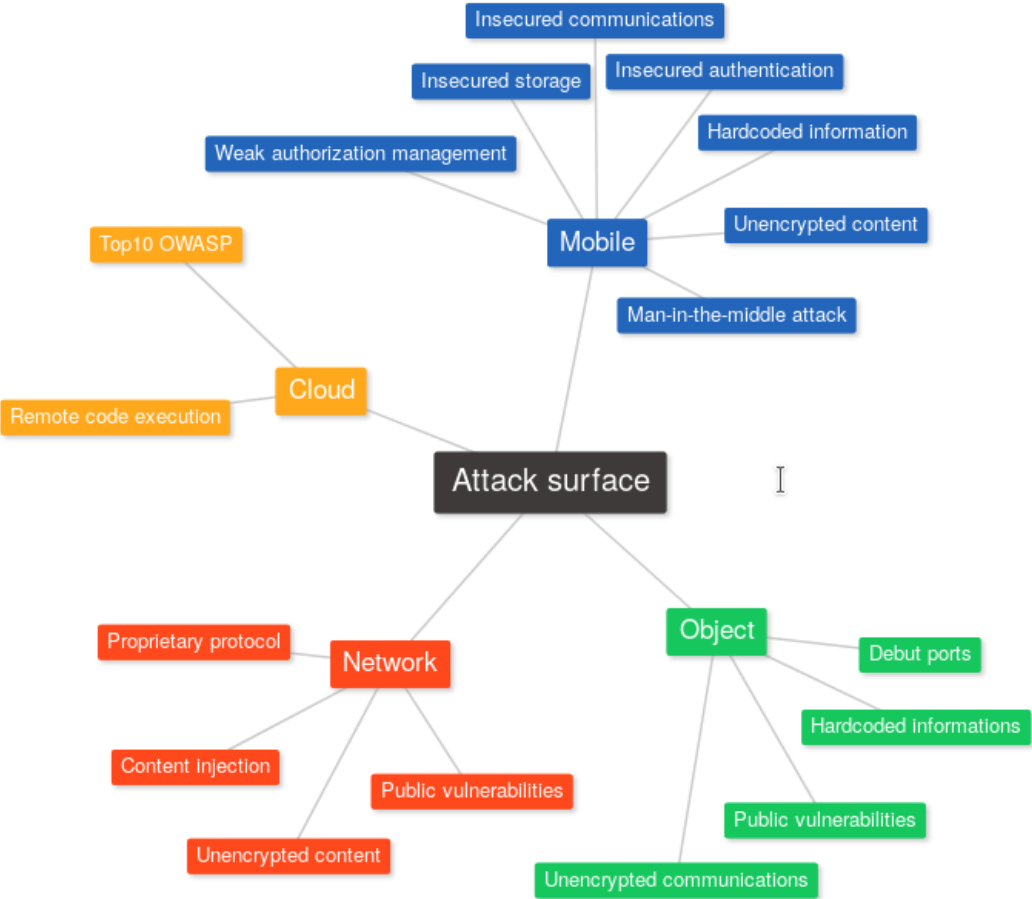 Insecured communications
Insecured authentication
Insecured storage
Hardcoded information
Weak authorization management
Unencrypted content
Mobile
Top10 OWASP
Man-in-the-middle attack
Cloud
Remote code execution
Attack surface
Object
Proprietary protocol
Debut ports
Network
Hardcoded informations
Content injection
Public vulnerabilities
Public vulnerabilities
Unencrypted content
Unencrypted communications